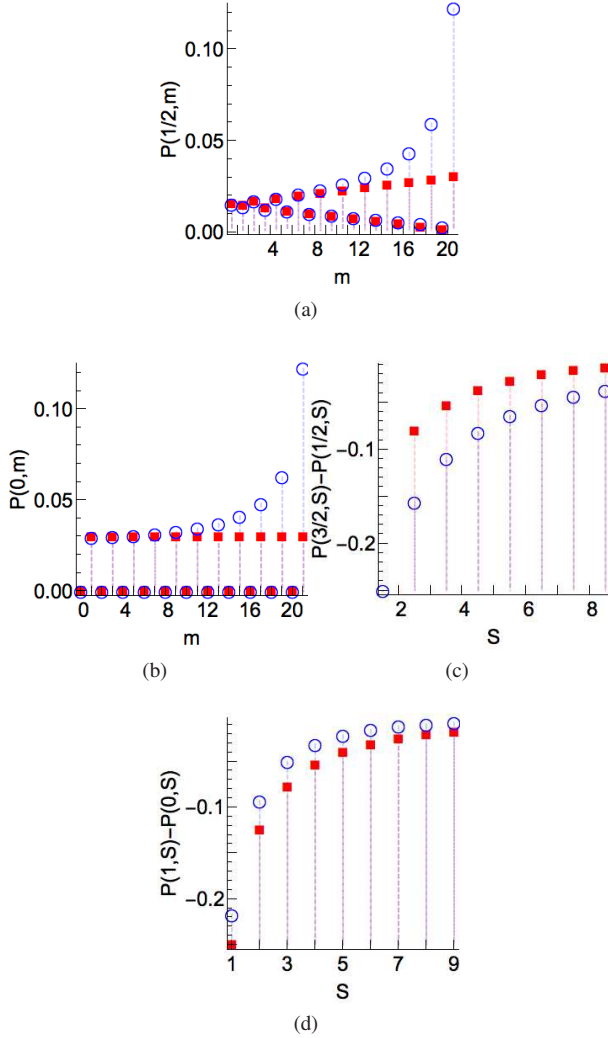 0.10
0.05
0.00
P(1/2,m)
4 8 12 16 20
m
(a)
0.10
0.05
0.00
P(0,m)
0 4 8 12 16 20
m
(b)
−0.1
−0.2
P(3/2,S)−P(1/2,S)
2 4 6 8
S
(c)
−0.1
−0.2
P(1,S)−P(0,S)
1 3 5 7 9
S
(d)